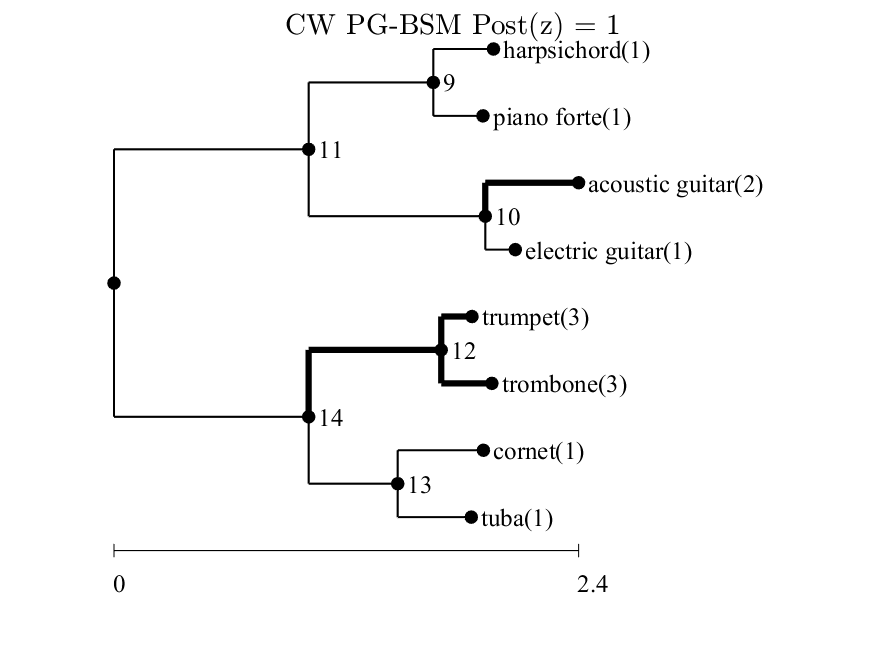 CW PG-BSM Post(z) = 1
harpsichord(1)
9
piano forte(1)
11
acoustic guitar(2)
10
electric guitar(1)
trumpet(3)
12
trombone(3)
14
cornet(1)
13
tuba(1)
0 2.4